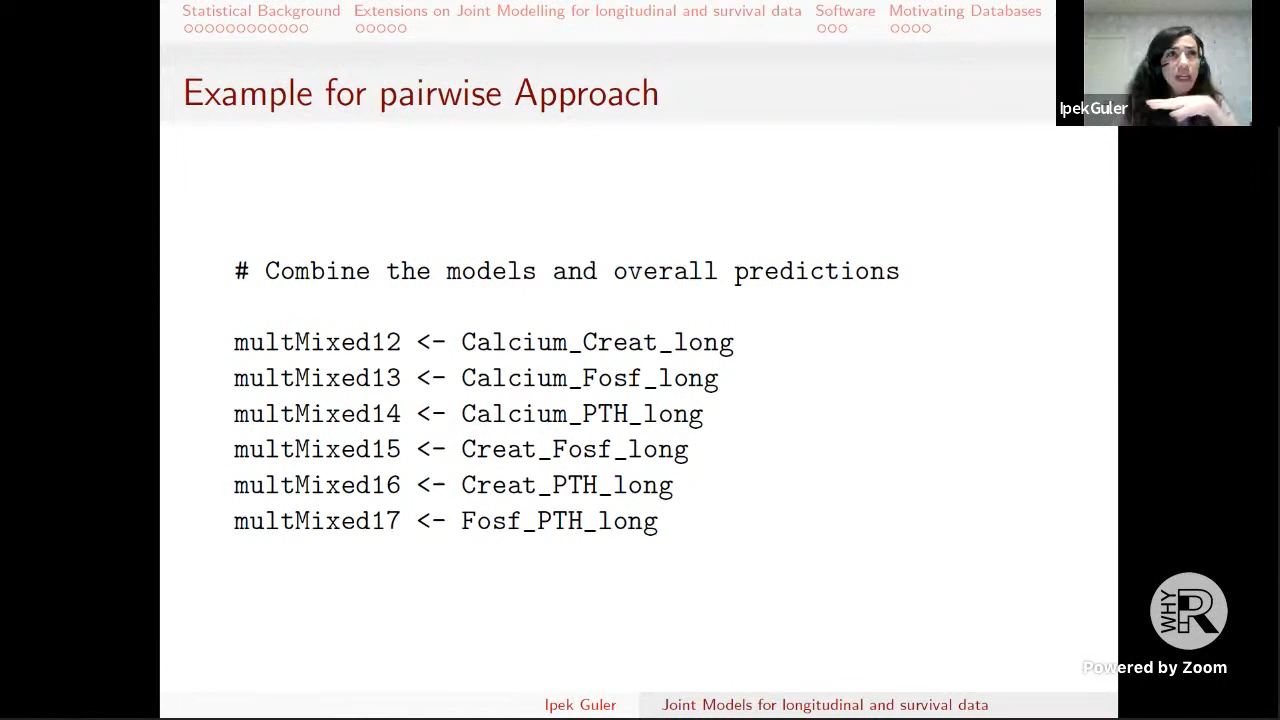 Statistical Background Extensions on Joint Modelling for longitudinal and survival data Software Motivating Databases
Example for pairwise Approach
IpekGuler
# Combine the models and overall predictions
multMixed12 <- Calcium_Creat_long
multMixed13 <- Calcium_Fosf_long
multMixed14 <- Calcium_PTH_long
multMixed15 <- Creat_Fosf_long
multMixed16 <- Creat_PTH_long
multMixed17 <- Fosf_PTH_long
WHY R
Powered by Zoom
Ipek Guler Joint Models for longitudinal and survival data